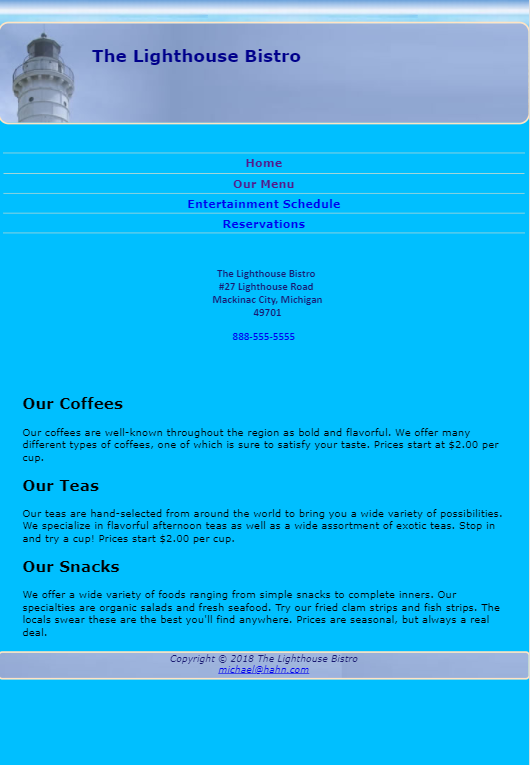 The Lighthouse Bistro
Home
Our Menu
Entertainment Schedule
Reservations
The Lighthouse Bistro
#27 Lighthouse Road
Mackinac City, Michigan
49701
888-555-5555
Our Coffees
Our coffees are well-known throughout the region as bold and flavorful. We offer many
different types of coffees, one of which is sure to satisfy your taste. Prices start at $2.00 per
cup.
Our Teas
Our teas are hand-selected from around the world to bring you a wide variety of possibilities.
We specialize in flavorful afternoon teas as well as a wide assortment of exotic teas. Stop in
and try a cup! Prices start $2.00 per cup.
Our Snacks
We offer a wide variety of foods ranging from simple snacks to complete inners. Our
specialties are organic salads and fresh seafood. Try our fried clam strips and fish strips. The
locals swear these are the best you'll find anywhere. Prices are seasonal, but always a real
deal.
Copyright © 2018 The Lighthouse Bistro
michael@hahn.com